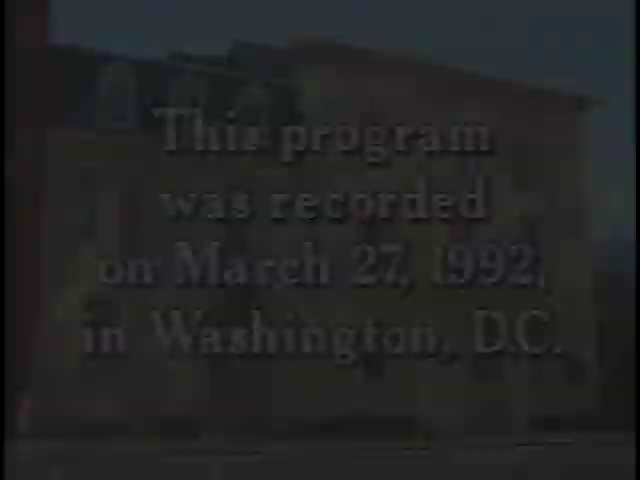 This program
was recorded
on March 27, 1992,
in Washington, D.C.